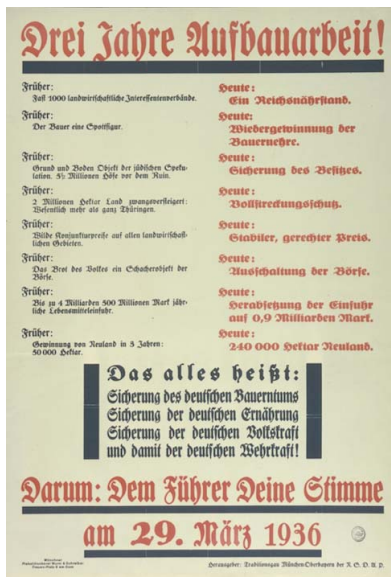 Drei Jahre Aufbauarbeit!
Früher:
Fast 1000 landwirtschaftliche Interessentenverbände.
Heute:
Ein Reichsnährstand.
Früher:
Der Bauer eine Spottfigur.
Heute:
Wiedergewinnung der
Bauernehre.
Früher:
Grund und Boden Objekt der jüdischen Speku-
lation. 5½ Millionen Höfe vor dem Ruin.
Heute:
Sicherung des Besitzes.
Früher:
2 Millionen Hektar Land zwangsversteigert:
Wesentlich mehr als ganz Thüringen.
Heute:
Vollstreckungsschutz.
Früher:
Wilde Konjunkturpreise auf allen landwirtschaft-
lichen Gebieten.
Heute:
Stabiler, gerechter Preis.
Früher:
Das Brot des Volkes ein Schacherobjekt der
Börse.
Heute:
Ausschaltung der Börse.
Früher:
Bis zu 4 Milliarden 500 Millionen Mark jähr-
liche Lebensmitteleinfuhr.
Heute:
Herabsetzung der Einfuhr
auf 0,9 Milliarden Mark.
Früher:
Gewinnung von Neuland in 3 Jahren:
50 000 Hektar.
Heute:
240 000 Hektar Neuland.
Das alles heißt:
Sicherung des deutschen Bauerntums
Sicherung der deutschen Ernährung
Sicherung der deutschen Volkskraft
und damit der deutschen Wehrkraft!
Darum: Dem Führer Deine Stimme
am 29. März 1936
Herausgeber: Traditionsgau München-Oberbayern der N.S.D.A.P.